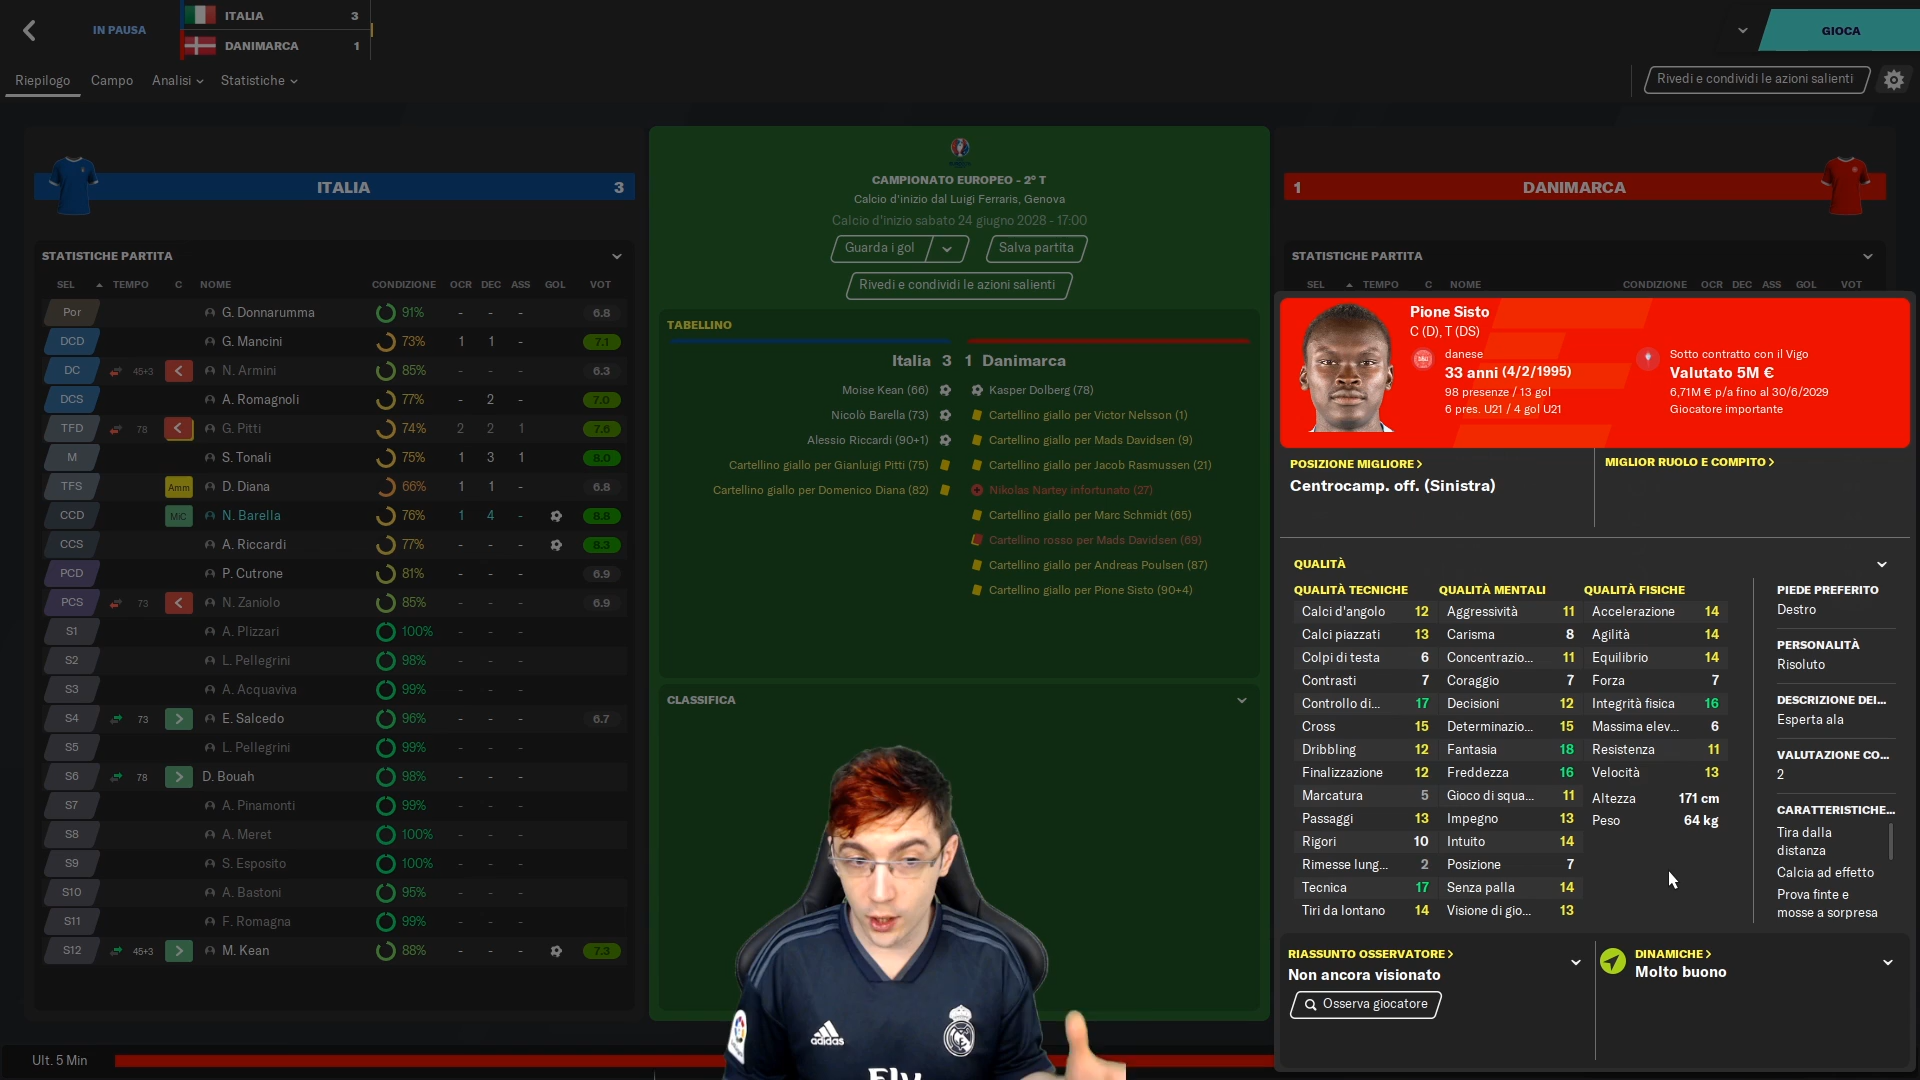 IN PAUSA
ITALIA 3
DANIMARCA 1
GIOCA
Riepilogo Campo Analisi Statistiche
Rivedi e condividi le azioni salienti
ITALIA 3
STATISTICHE PARTITA
SEL TEMPO C NOME CONDIZIONE OCR DEC ASS GOL VOT
Por G. Donnarumma 91% - - - 6.8
DCD G. Mancini 73% 1 1 - 7.1
DC 45+3 N. Armini 85% - - - 6.3
DCS A. Romagnoli 77% - 2 - 7.0
TFD 78 G. Pitti 74% 2 2 1 7.6
M S. Tonali 75% 1 3 1 8.0
TFS Amm D. Diana 66% 1 1 - 6.8
CCD MiC N. Barella 76% 1 4 - 8.8
CCS A. Riccardi 77% - - - 8.3
PCD P. Cutrone 81% - - - 6.9
PCS 73 N. Zaniolo 85% - - - 6.9
S1 A. Plizzari 100% - - -
S2 L. Pellegrini 98% - - -
S3 A. Acquaviva 99% - - -
S4 73 E. Salcedo 96% - - - 6.7
S5 L. Pellegrini 99% - - -
S6 78 D. Bouah 98% - - -
S7 A. Pinamonti 99% - - -
S8 A. Meret 100% - - -
S9 S. Esposito 100% - - -
S10 A. Bastoni 95% - - -
S11 F. Romagna 99% - - -
S12 45+3 M. Kean 88% - - - 7.3
Ult. 5 Min
CAMPIONATO EUROPEO - 2º T
Calcio d'inizio dal Luigi Ferraris, Genova
Calcio d'inizio sabato 24 giugno 2028 - 17:00
Guarda i gol
Salva partita
Rivedi e condividi le azioni salienti
TABELLINO
Italia 3 1 Danimarca
Moise Kean (66) Kasper Dolberg (78)
Nicolò Barella (73) Cartellino giallo per Victor Nelsson (1)
Alessio Riccardi (90+1) Cartellino giallo per Mads Davidsen (9)
Cartellino giallo per Gianluigi Pitti (75) Cartellino giallo per Jacob Rasmussen (21)
Cartellino giallo per Domenico Diana (82) Nikolas Nartey infortunato (27)
Cartellino giallo per Marc Schmidt (65)
Cartellino rosso per Mads Davidsen (69)
Cartellino giallo per Andreas Poulsen (87)
Cartellino giallo per Pione Sisto (90+4)
CLASSIFICA
adidas
Fly
1 DANIMARCA
STATISTICHE PARTITA
SEL TEMPO C NOME CONDIZIONE OCR DEC ASS GOL VOT
Pione Sisto
C (D), T (DS)
danese
33 anni (4/2/1995)
98 presenze / 13 gol
6 pres. U21 / 4 gol U21
Sotto contratto con il Vigo
Valutato 5M €
6,71M € p/a fino al 30/6/2029
Giocatore importante
POSIZIONE MIGLIORE >
Centrocamp. off. (Sinistra)
MIGLIOR RUOLO E COMPITO >
QUALITÀ
QUALITÀ TECNICHE
Calci d'angolo 12
Calci piazzati 13
Colpi di testa 6
Contrasti 7
Controllo di... 17
Cross 15
Dribbling 12
Finalizzazione 12
Marcatura 5
Passaggi 13
Rigori 10
Rimesse lung... 2
Tecnica 17
Tiri da lontano 14
QUALITÀ MENTALI
Aggressività 11
Carisma 8
Concentrazio... 11
Coraggio 7
Decisioni 12
Determinazio... 15
Fantasia 18
Freddezza 16
Gioco di squa... 11
Impegno 13
Intuito 14
Posizione 7
Senza palla 14
Visione di gio... 13
QUALITÀ FISICHE
Accelerazione 14
Agilità 14
Equilibrio 14
Forza 7
Integrità fisica 16
Massima elev... 6
Resistenza 11
Velocità 13
Altezza 171 cm
Peso 64 kg
PIEDE PREFERITO
Destro
PERSONALITÀ
Risoluto
DESCRIZIONE DEI...
Esperta ala
VALUTAZIONE CO...
2
CARATTERISTICHE...
Tira dalla
distanza
Calcia ad effetto
Prova finte e
mosse a sorpresa
RIASSUNTO OSSERVATORE >
Non ancora visionato
Osserva giocatore
DINAMICHE >
Molto buono